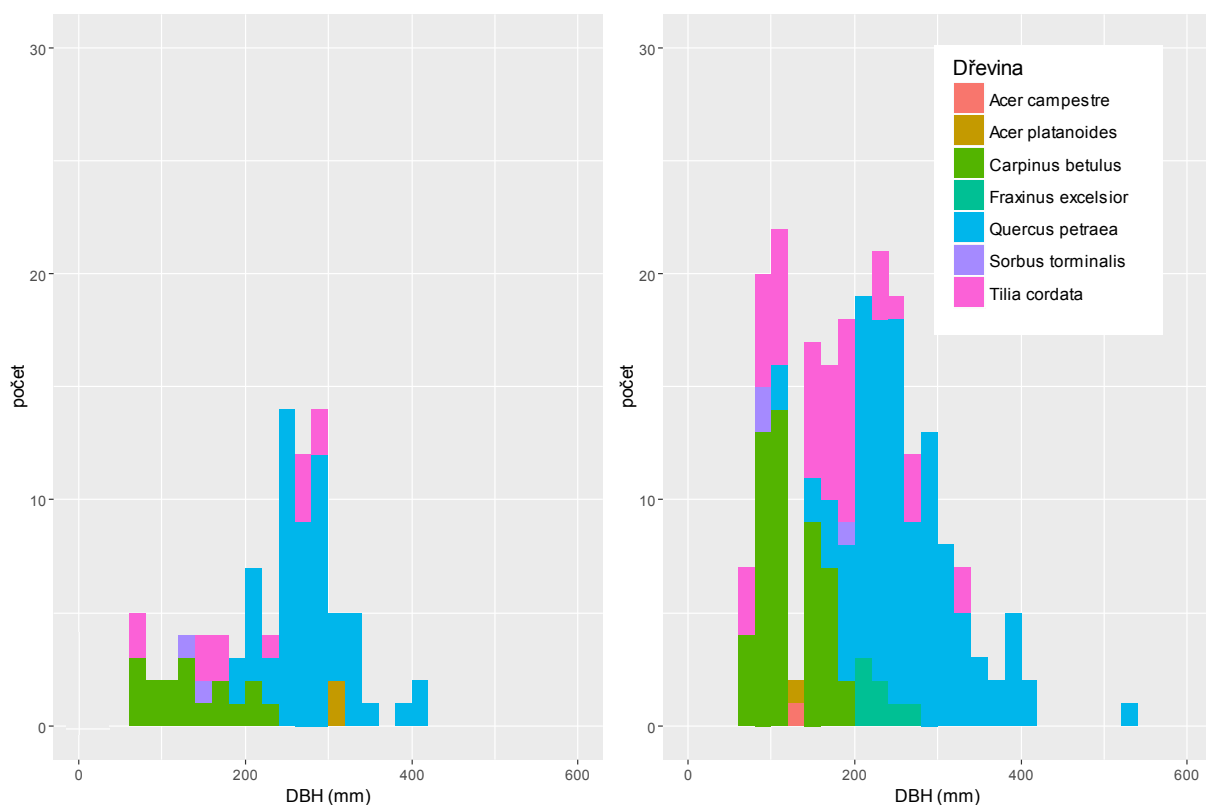 30
20
10
0
počet
0 200 400 600
DBH (mm)
30
20
10
0
počet
0 200 400 600
DBH (mm)
Dřevina
Acer campestre
Acer platanoides
Carpinus betulus
Fraxinus excelsior
Quercus petraea
Sorbus torminalis
Tilia cordata